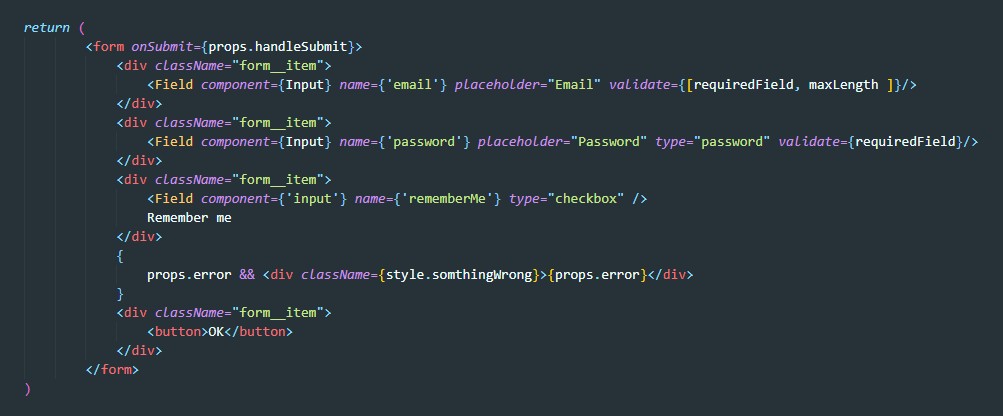 return (
<form onSubmit={props.handleSubmit}>
<div className="form__item">
<Field component={Input} name={'email'} placeholder="Email" validate={[requiredField, maxLength ]}/>
</div>
<div className="form__item">
<Field component={Input} name={'password'} placeholder="Password" type="password" validate={requiredField}/>
</div>
<div className="form__item">
<Field component={'input'} name={'rememberMe'} type="checkbox" />
Remember me
</div>
{
props.error && <div className={style.somthingWrong}>{props.error}</div>
}
<div className="form__item">
<button>OK</button>
</div>
</form>
)